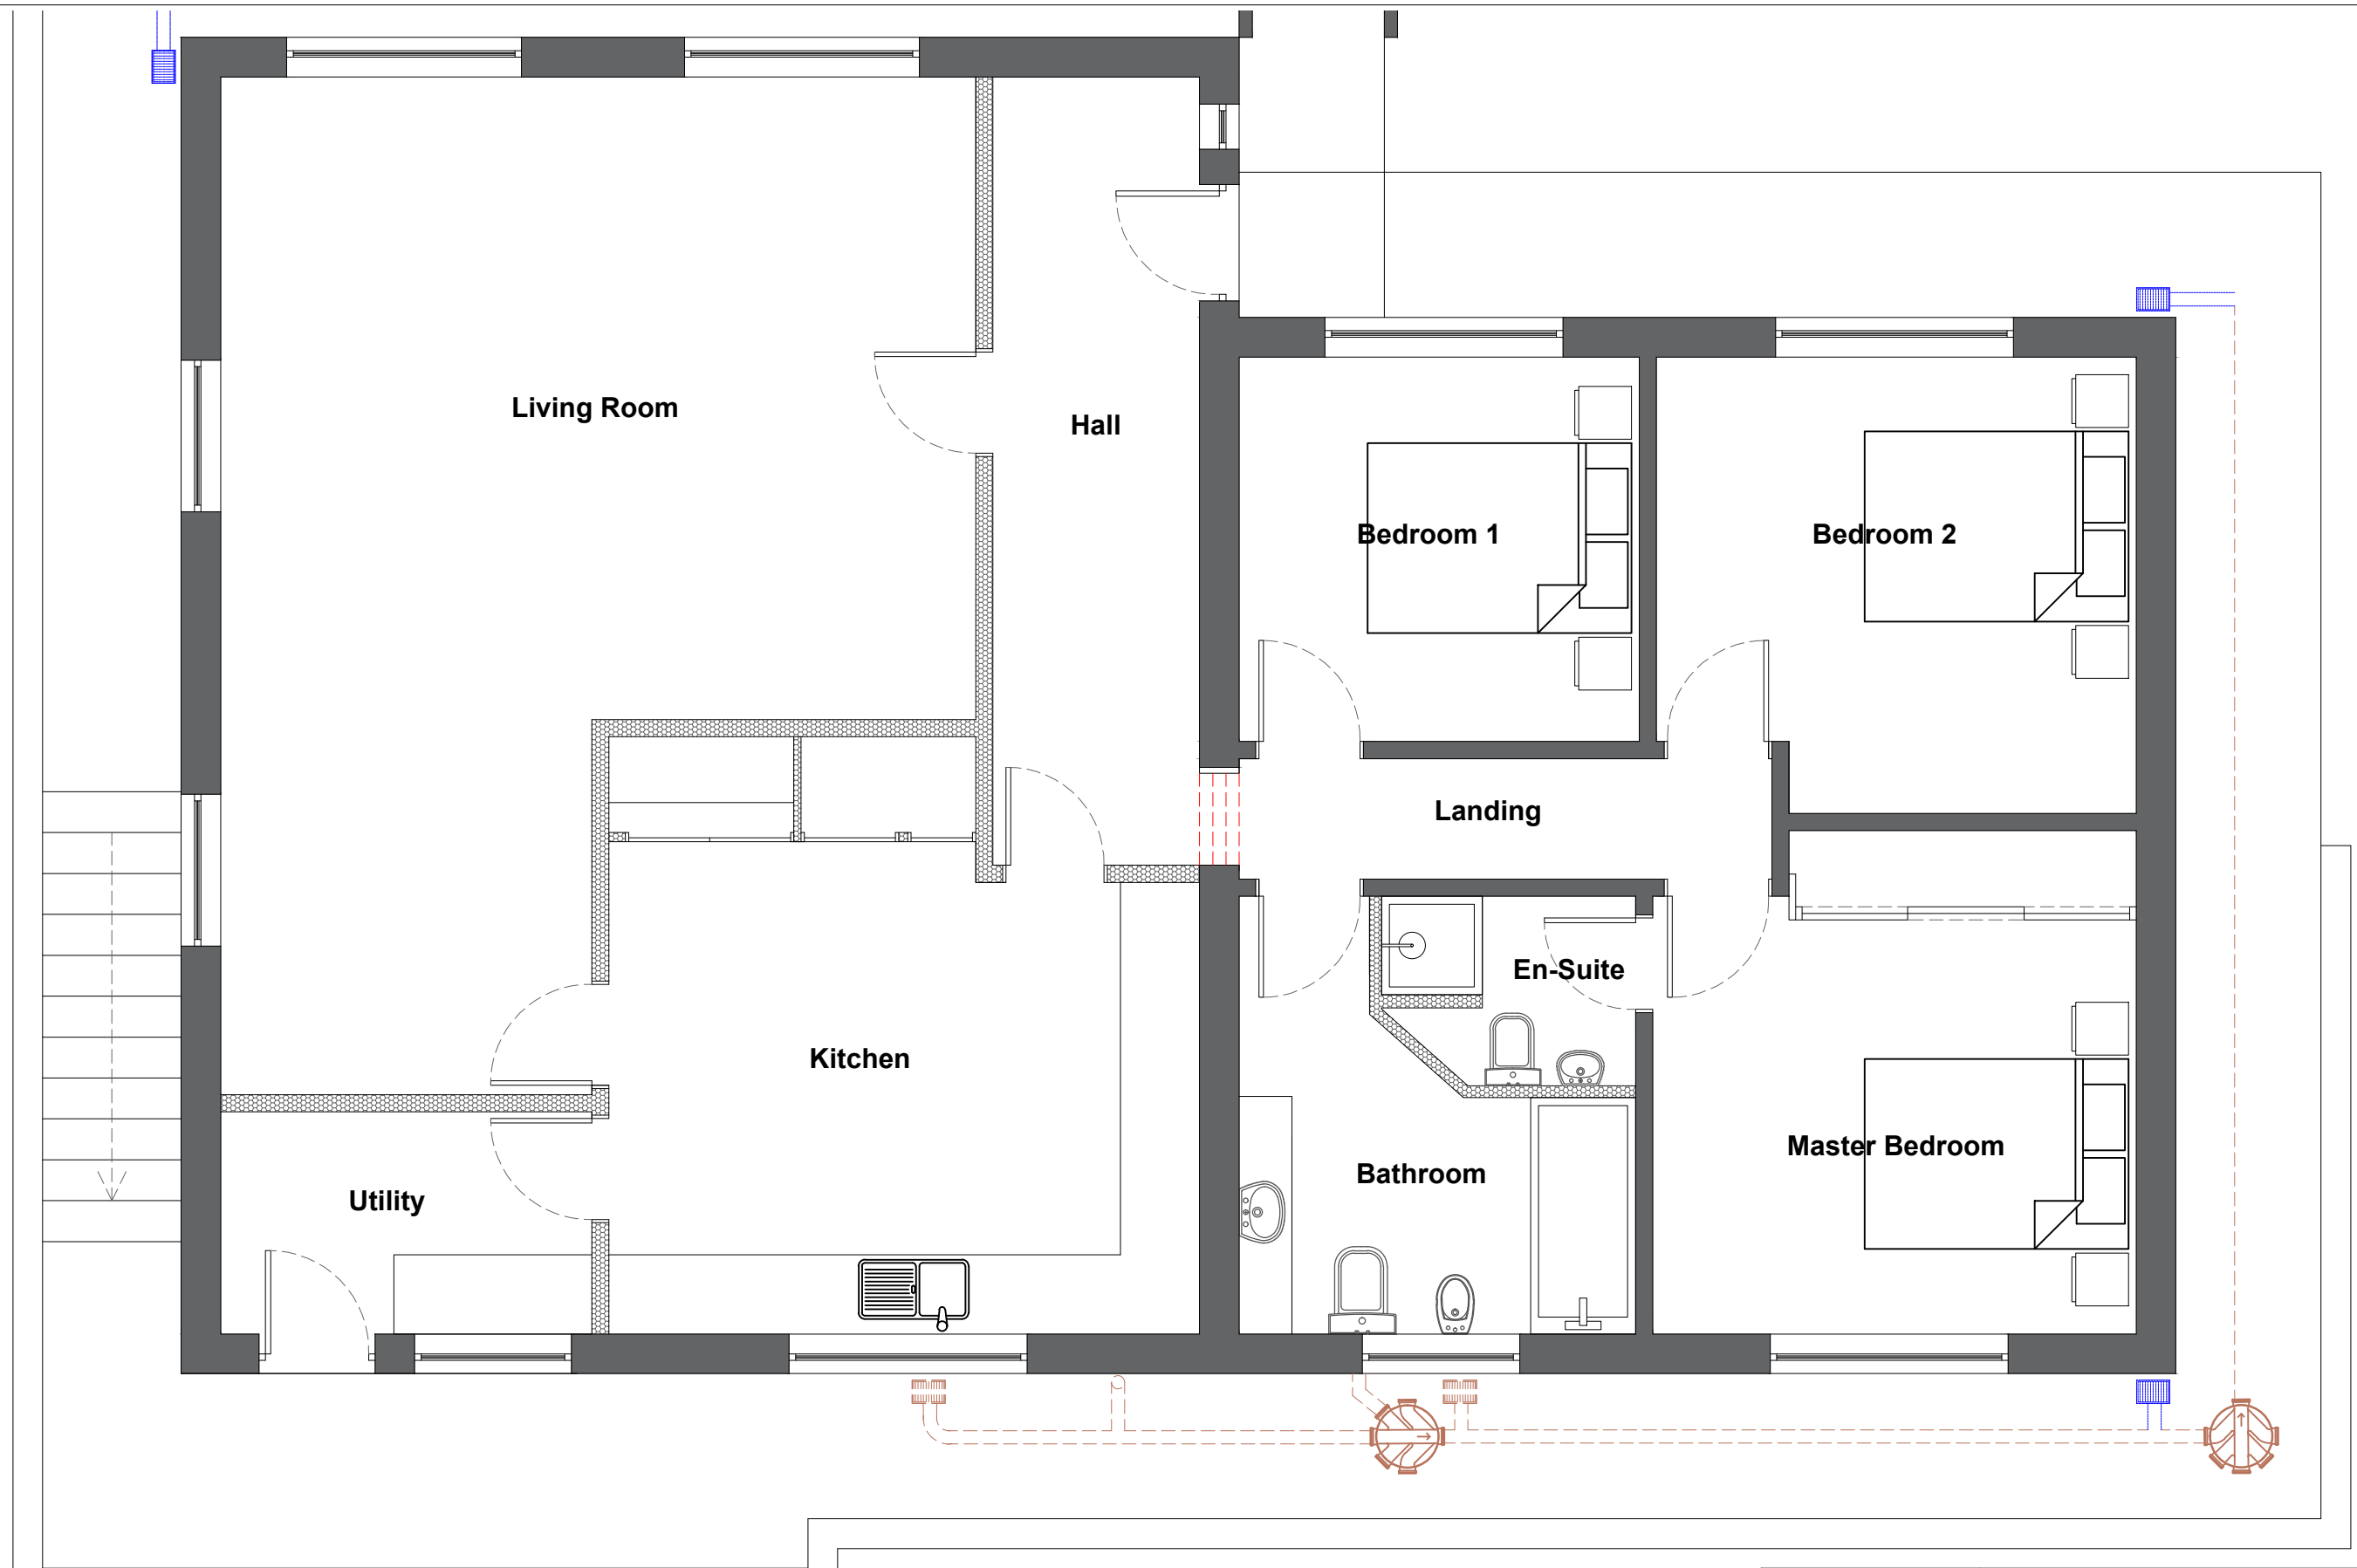 Living Room
Hall
Bedroom 1
Bedroom 2
Landing
En-Suite
Kitchen
Master Bedroom
Bathroom
Utility